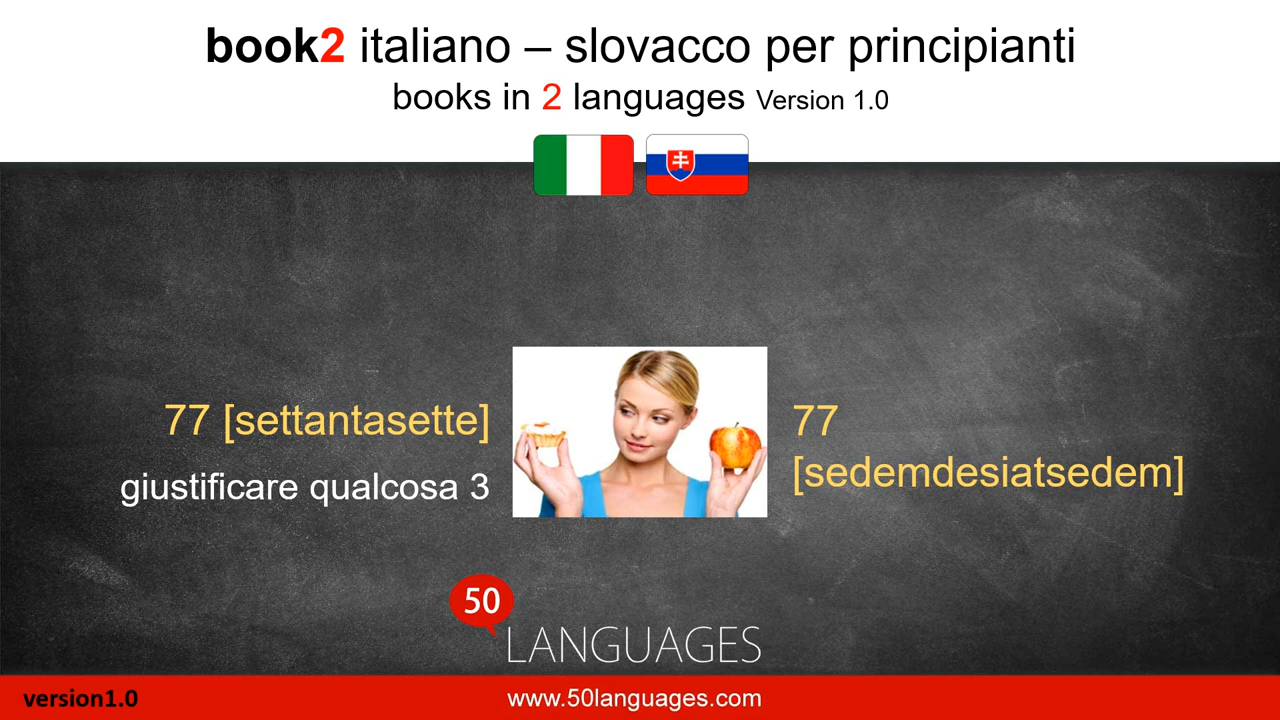 book2 italiano – slovacco per principianti
books in 2 languages Version 1.0
77 [settantasette]
giustificare qualcosa 3
77
[sedemdesiatsedem]
50
LANGUAGES
version1.0
www.50languages.com